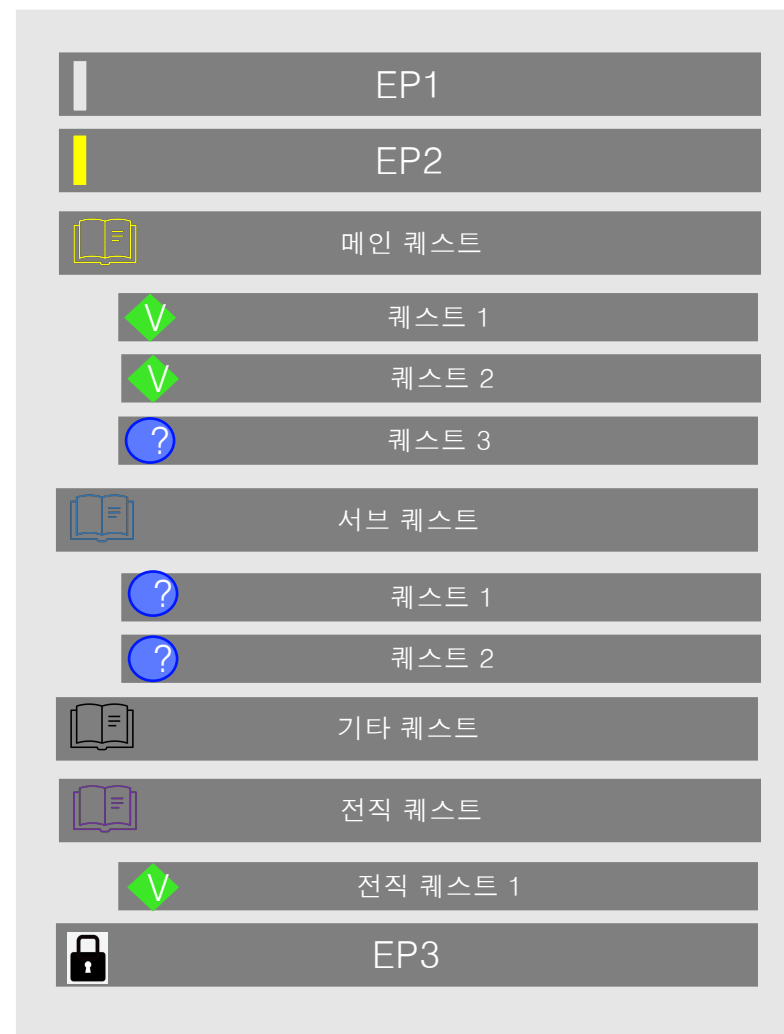 EP1
EP2
메인 퀘스트
V 퀘스트 1
V 퀘스트 2
? 퀘스트 3
서브 퀘스트
? 퀘스트 1
? 퀘스트 2
기타 퀘스트
전직 퀘스트
V 전직 퀘스트 1
EP3